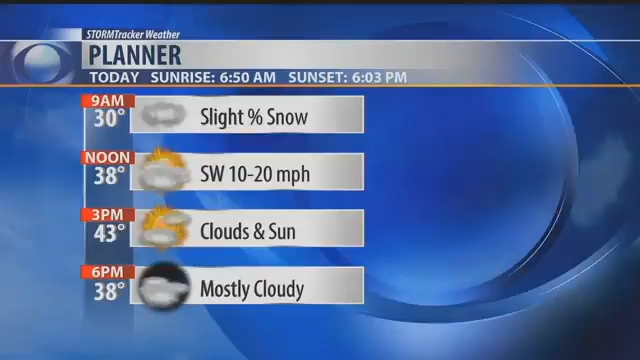 STORMTracker Weather
PLANNER
TODAY SUNRISE: 6:50 AM SUNSET: 6:03 PM
9AM
30° Slight % Snow
NOON
38° SW 10-20 mph
3PM
43° Clouds & Sun
6PM
38° Mostly Cloudy